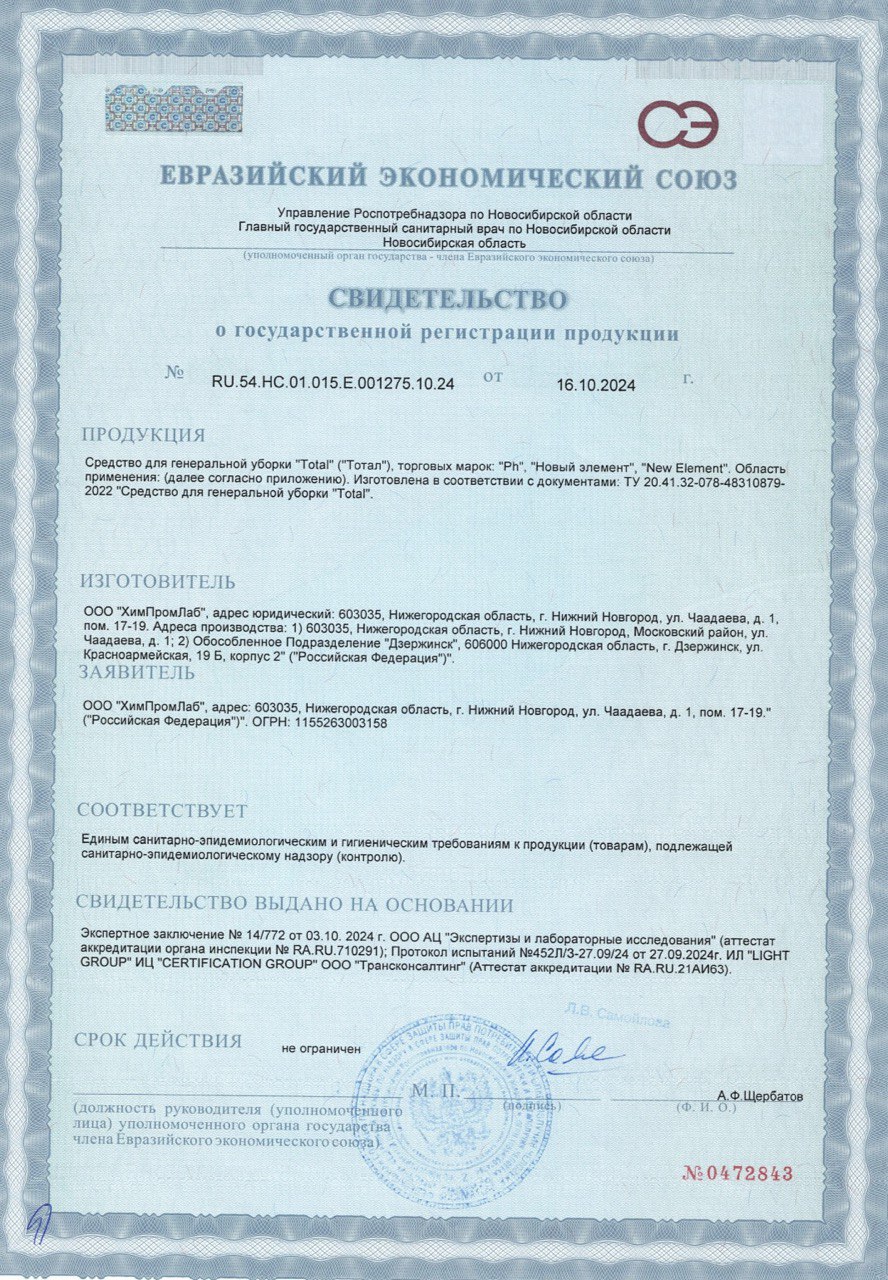 СЭ
ЕВРАЗИЙСКИЙ ЭКОНОМИЧЕСКИЙ СОЮЗ
Управление Роспотребнадзора по Новосибирской области
Главный государственный санитарный врач по Новосибирской области
Новосибирская область
(уполномоченный орган государства - члена Евразийского экономического союза)
СВИДЕТЕЛЬСТВО
о государственной регистрации продукции
№ RU.54.НС.01.015.Е.001275.10.24 от 16.10.2024 г.
ПРОДУКЦИЯ
Средство для генеральной уборки "Total" ("Тотал"), торговых марок: "Ph", "Новый элемент", "New Element". Область
применения: (далее согласно приложению). Изготовлена в соответствии с документами: ТУ 20.41.32-078-48310879-
2022 "Средство для генеральной уборки "Total".
ИЗГОТОВИТЕЛЬ
ООО "ХимПромЛаб", адрес юридический: 603035, Нижегородская область, г. Нижний Новгород, ул. Чаадаева, д. 1,
пом. 17-19. Адреса производства: 1) 603035, Нижегородская область, г. Нижний Новгород, Московский район, ул.
Чаадаева, д. 1; 2) Обособленное Подразделение "Дзержинск", 606000 Нижегородская область, г. Дзержинск, ул.
Красноармейская, 19 Б, корпус 2" ("Российская Федерация")".
ЗАЯВИТЕЛЬ
ООО "ХимПромЛаб", адрес: 603035, Нижегородская область, г. Нижний Новгород, ул. Чаадаева, д. 1, пом. 17-19."
("Российская Федерация")". ОГРН: 1155263003158
СООТВЕТСТВУЕТ
Единым санитарно-эпидемиологическим и гигиеническим требованиям к продукции (товарам), подлежащей
санитарно-эпидемиологическому надзору (контролю).
СВИДЕТЕЛЬСТВО ВЫДАНО НА ОСНОВАНИИ
Экспертное заключение № 14/772 от 03.10. 2024 г. ООО АЦ "Экспертизы и лабораторные исследования" (аттестат
аккредитации органа инспекции № RA.RU.710291); Протокол испытаний №452Л/З-27.09/24 от 27.09.2024г. ИЛ "LIGHT
GROUP" ИЦ "CERTIFICATION GROUP" ООО "Трансконсалтинг" (Аттестат аккредитации № RA.RU.21АИ63).
Л.В. Самойлова
СРОК ДЕЙСТВИЯ не ограничен
М. П. А.Ф.Щербатов
(подпись) (Ф. И. О.)
(должность руководителя (уполномоченного
лица) уполномоченного органа государства -
члена Евразийского экономического союза)
№0472843